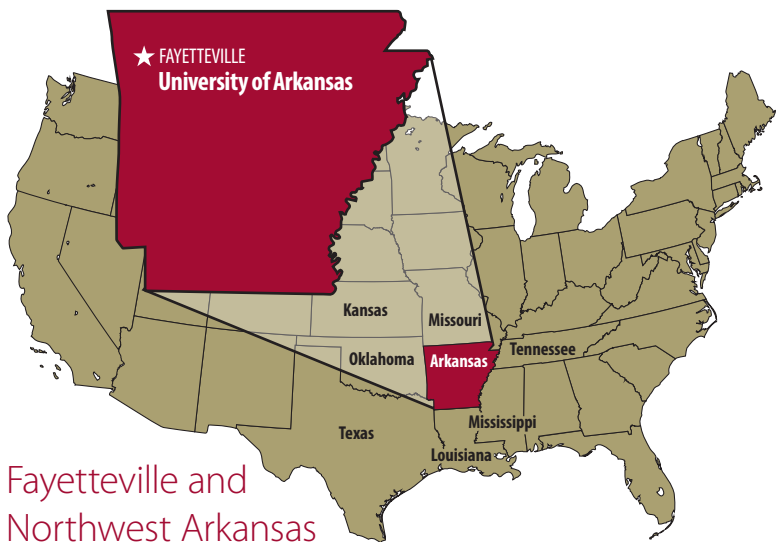 FAYETTEVILLE
University of Arkansas
Kansas
Missouri
Oklahoma
Arkansas
Tennessee
Texas
Mississippi
Louisiana
Fayetteville and
Northwest Arkansas